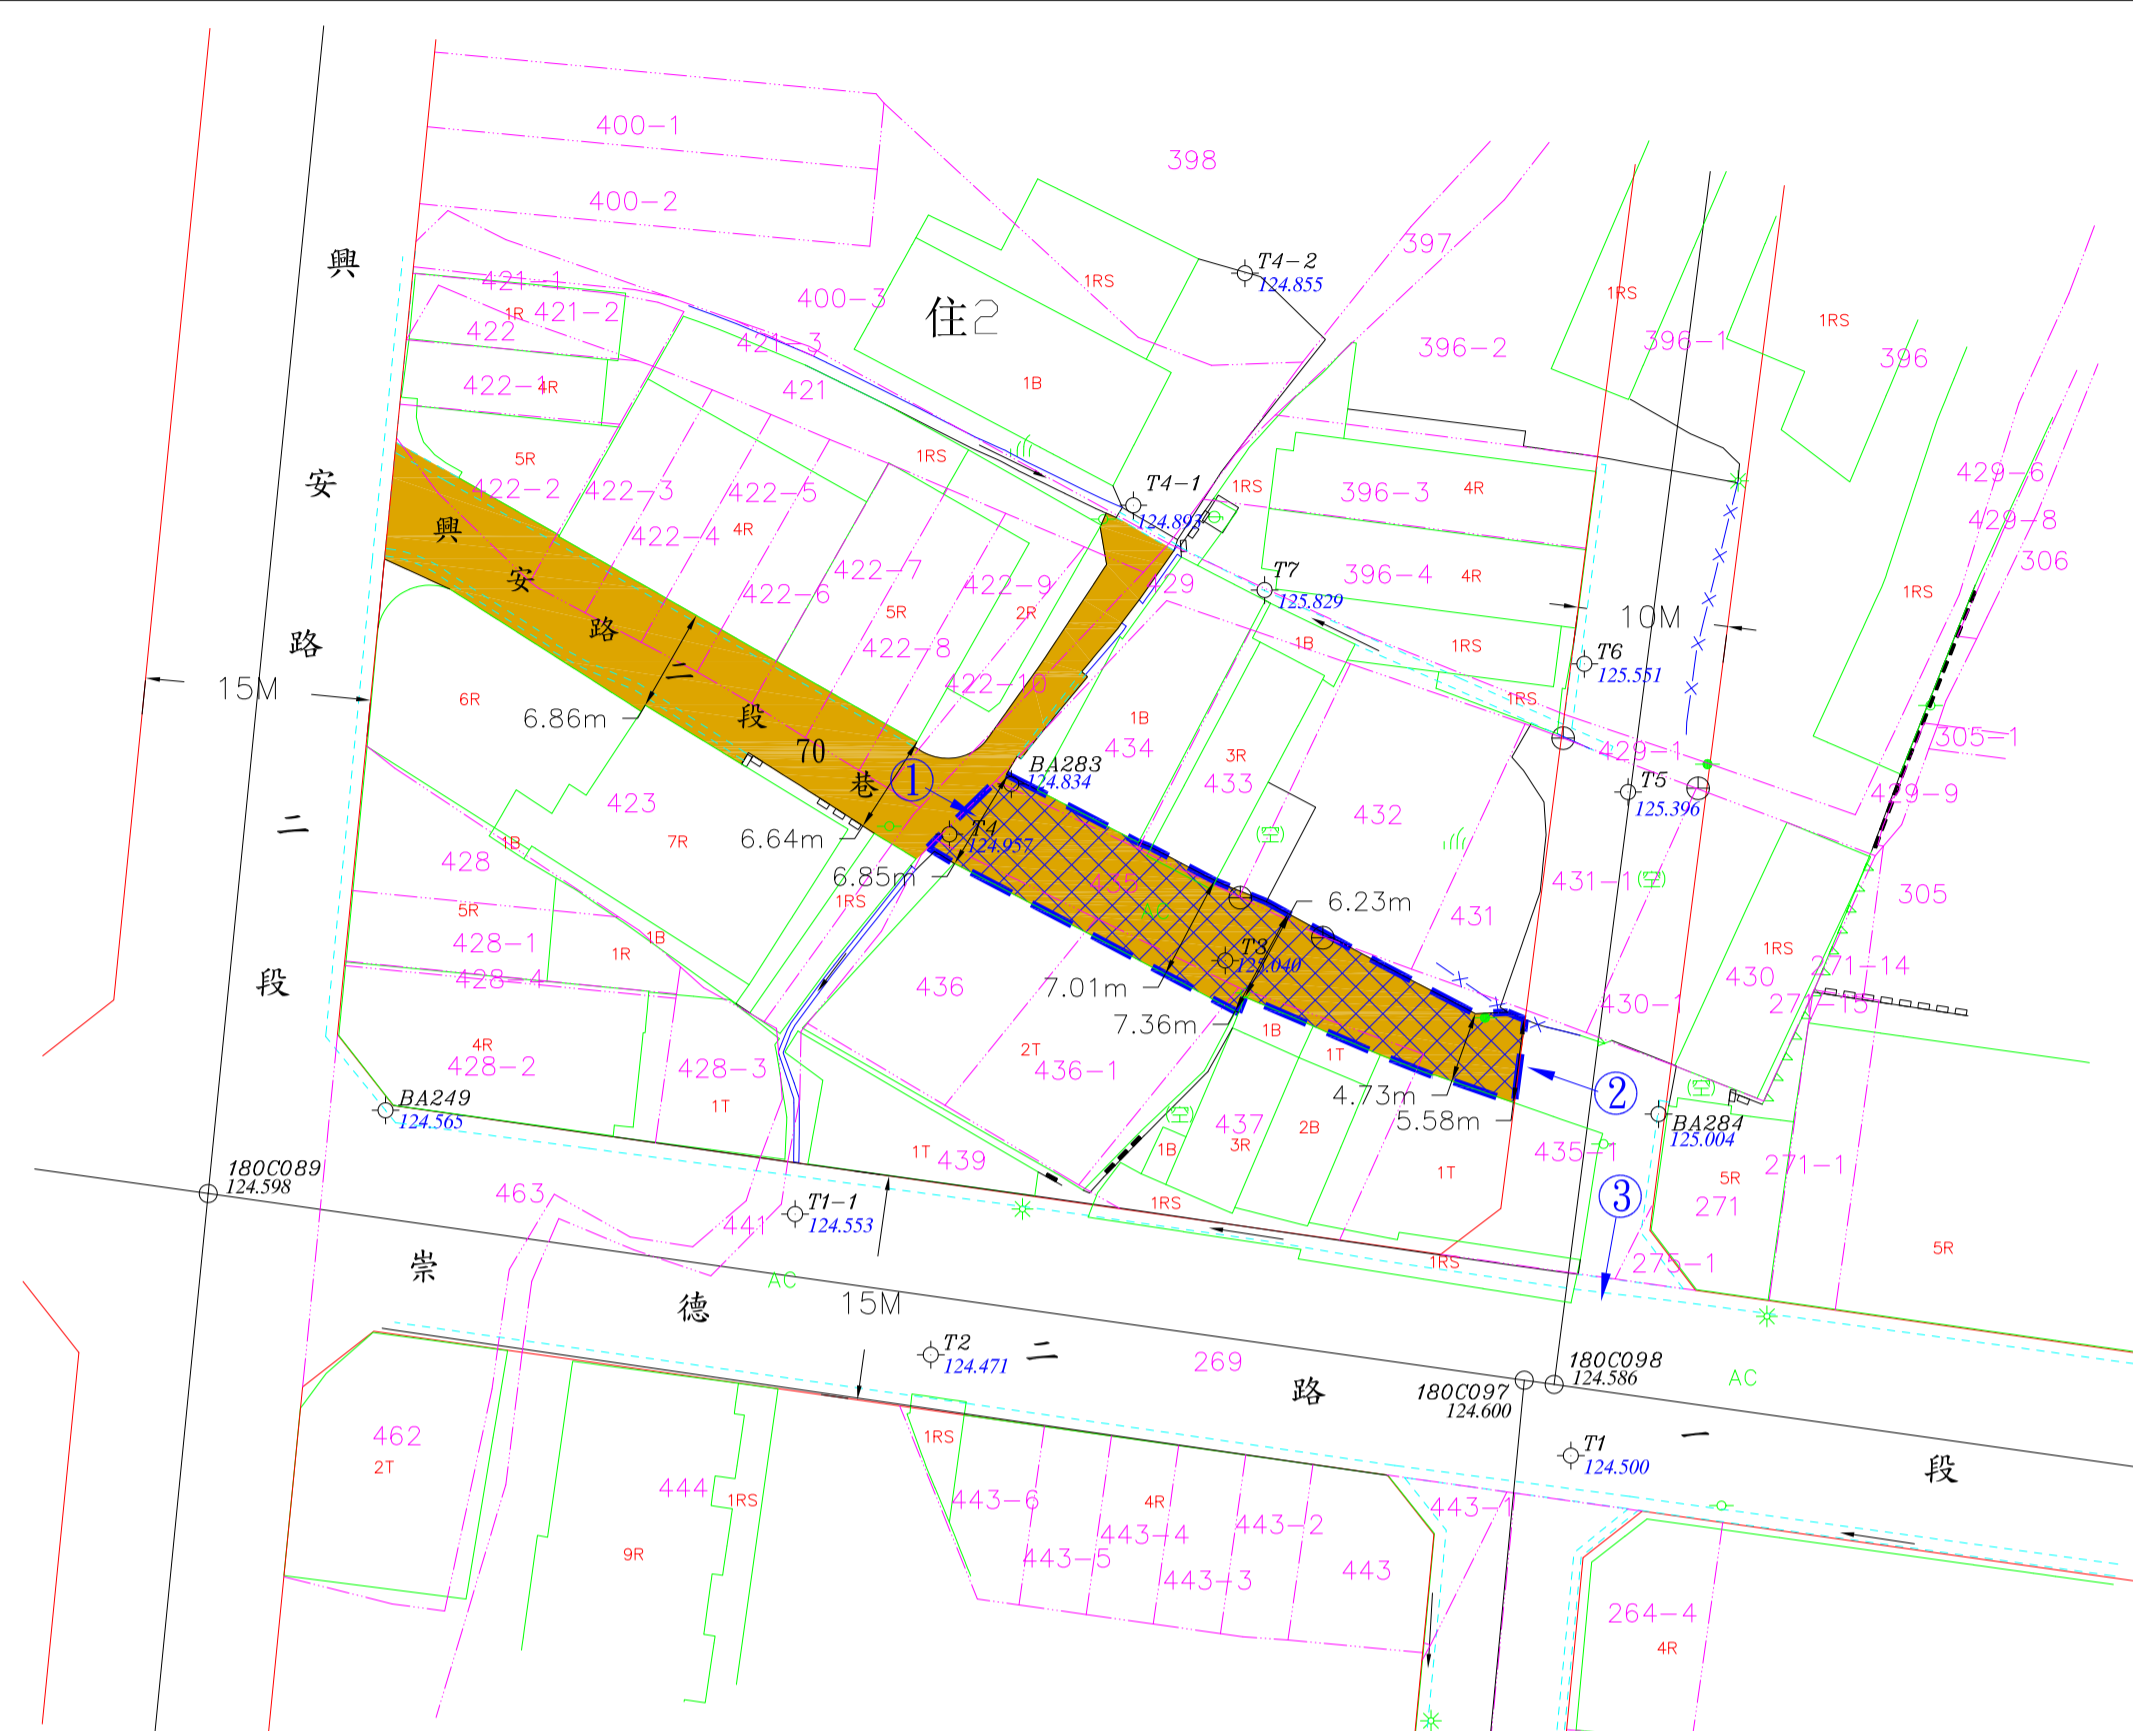 400-1
398
400-2
397
興
T4-2
124.855
421-1
1RS
1RS
400-3
住2
421-2
1R
422
1RS
421-3
396-2
396-1
396
422-1
4R
421
1B
安
5R
1RS
429-6
422-2
422-3
422-5
T4-1
1RS
396-3
4R
124.893
429-8
興
422-4
4R
306
安
422-7
422-9
429
T7
125.829
396-4
4R
422-6
5R
2R
1RS
路
路
422-8
1B
1RS
10M
T6
125.551
15M
二
422-10
6R
6.86m
段
1B
434
3R
1RS
429-1
305-1
70
巷
①
BA283
124.834
433
T5
125.396
429-9
423
432
二
7R
6.64m
T4
124.957
1B
428
6.85m
435
431-1
305
5R
1RS
AC
6.23m
431
428-1
1B
1R
T3
125.040
1RS
段
428-4
436
7.01m
430
271-14
430-1
271-15
7.36m
4R
428-2
428-3
2T
436-1
1B
1T
②
1T
4.73m
BA249
124.565
5.58m
437
2B
3R
1B
BA284
125.004
435-1
1T
439
1T
271-1
5R
271
180C089
124.598
463
441
T1-1
124.553
1RS
③
5R
崇
1RS
275-1
AC
德
15M
T2
124.471
二
269
路
180C098
124.586
180C097
124.600
AC
462
2T
1RS
T1
124.500
一
段
444
1RS
443-6
4R
443-4
443-2
443-1
9R
443-5
443-3
443
264-4
4R